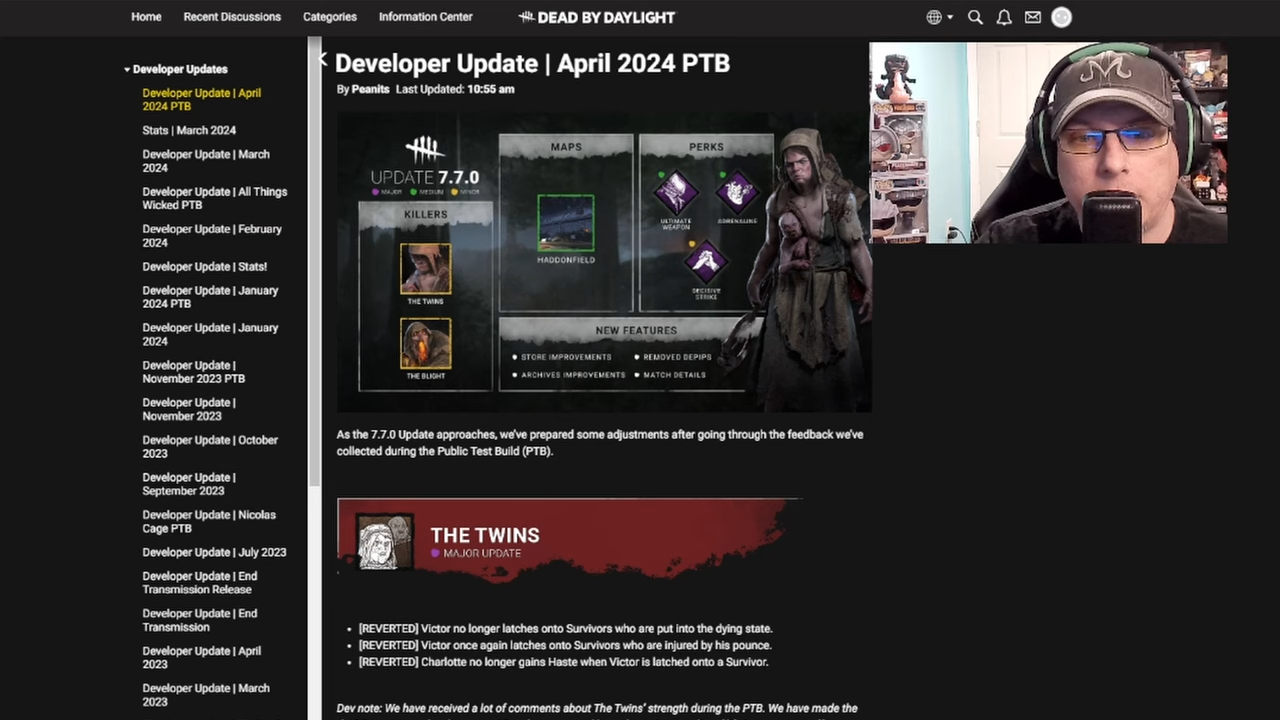 Home Recent Discussions Categories Information Center DEAD BY DAYLIGHT
Developer Updates
Developer Update | April
2024 PTB
Stats | March 2024
Developer Update | March
2024
Developer Update | All Things
Wicked PTB
Developer Update | February
2024
Developer Update | Stats!
Developer Update | January
2024 PTB
Developer Update | January
2024
Developer Update |
November 2023 PTB
Developer Update |
November 2023
Developer Update | October
2023
Developer Update |
September 2023
Developer Update | Nicolas
Cage PTB
Developer Update | July 2023
Developer Update | End
Transmission Release
Developer Update | End
Transmission
Developer Update | April
2023
Developer Update | March
2023
Developer Update | April 2024 PTB
By Peanits Last Updated: 10:55 am
UPDATE 7.7.0
MAJOR MEDIUM MINOR
KILLERS
THE TWINS
THE BLIGHT
MAPS
HADDONFIELD
PERKS
ULTIMATE
WEAPON
ADRENALINE
DECISIVE
STRIKE
NEW FEATURES
STORE IMPROVEMENTS
REMOVED DEPIPS
ARCHIVES IMPROVEMENTS
MATCH DETAILS
As the 7.7.0 Update approaches, we've prepared some adjustments after going through the feedback we've
collected during the Public Test Build (PTB).
THE TWINS
MAJOR UPDATE
• [REVERTED] Victor no longer latches onto Survivors who are put into the dying state.
• [REVERTED] Victor once again latches onto Survivors who are injured by his pounce.
• [REVERTED] Charlotte no longer gains Haste when Victor is latched onto a Survivor.
Dev note: We have received a lot of comments about The Twins' strength during the PTB. We have made the